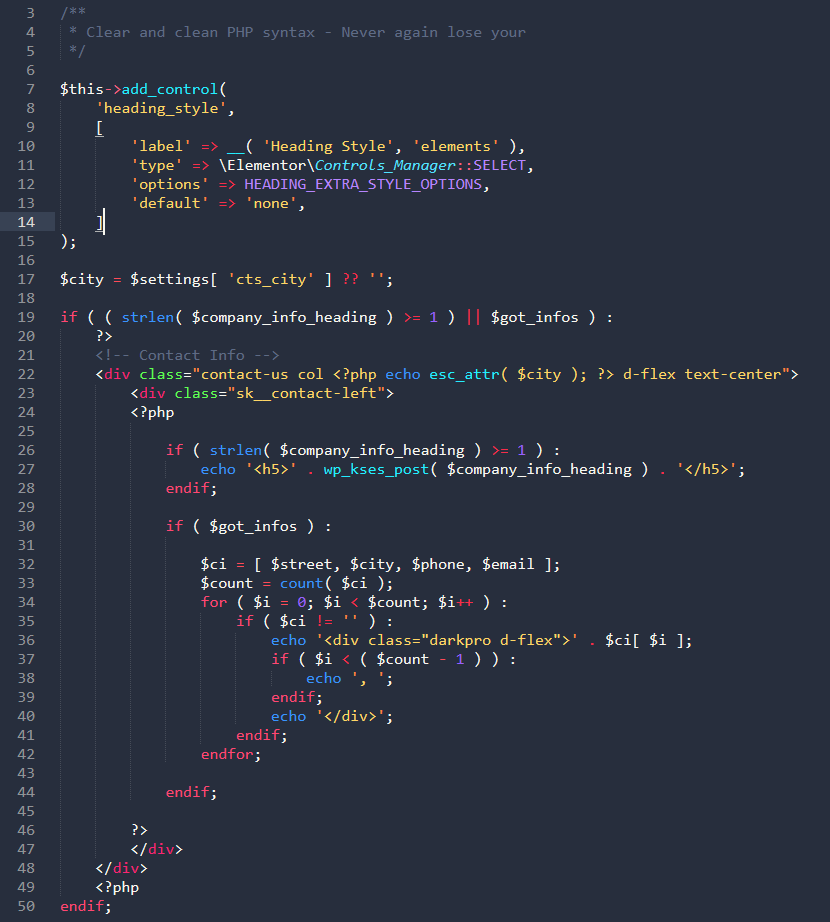 3 /**
4  * Clear and clean PHP syntax - Never again lose your
5  */
6
7 $this->add_control(
8     'heading_style',
9     [
10         'label' => __( 'Heading Style', 'elements' ),
11         'type' => \Elementor\Controls_Manager::SELECT,
12         'options' => HEADING_EXTRA_STYLE_OPTIONS,
13         'default' => 'none',
14     ]
15 );
16
17 $city = $settings[ 'cts_city' ] ?? '';
18
19 if ( ( strlen( $company_info_heading ) >= 1 ) || $got_infos ) :
20     ?>
21     <!-- Contact Info -->
22     <div class="contact-us col <?php echo esc_attr( $city ); ?> d-flex text-center">
23         <div class="sk__contact-left">
24         <?php
25
26             if ( strlen( $company_info_heading ) >= 1 ) :
27                 echo '<h5>' . wp_kses_post( $company_info_heading ) . '</h5>';
28             endif;
29
30             if ( $got_infos ) :
31
32                 $ci = [ $street, $city, $phone, $email ];
33                 $count = count( $ci );
34                 for ( $i = 0; $i < $count; $i++ ) :
35                     if ( $ci != '' ) :
36                         echo '<div class="darkpro d-flex">' . $ci[ $i ];
37                         if ( $i < ( $count - 1 ) ) :
38                             echo ', ';
39                         endif;
40                         echo '</div>';
41                     endif;
42                 endfor;
43
44             endif;
45
46         ?>
47         </div>
48     </div>
49     <?php
50 endif;